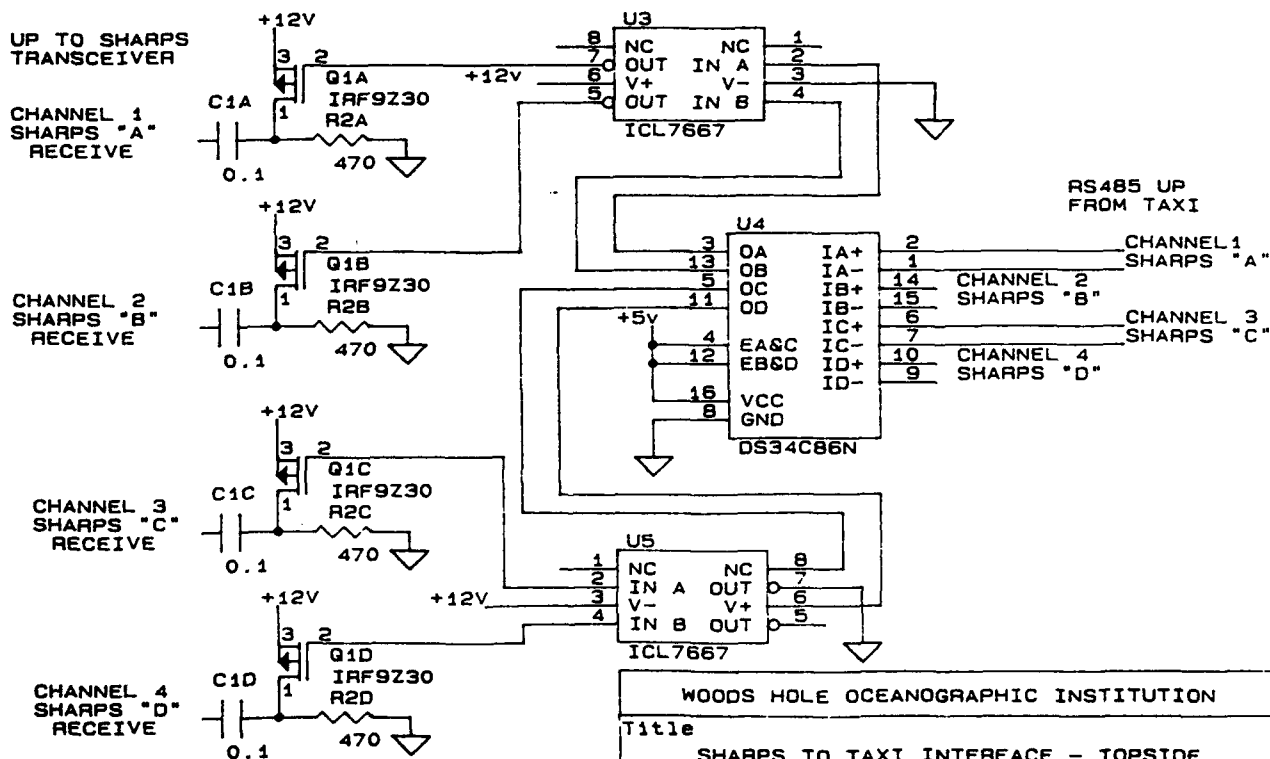 UP TO SHARPS
TRANSCEIVER
+12V
3
2
1
Q1A
IRF9Z30
CHANNEL 1
SHARPS "A"
RECEIVE
C1A
0.1
R2A
470
+12V
3
2
1
Q1B
IRF9Z30
CHANNEL 2
SHARPS "B"
RECEIVE
C1B
0.1
R2B
470
+12V
3
2
1
Q1C
IRF9Z30
CHANNEL 3
SHARPS "C"
RECEIVE
C1C
0.1
R2C
470
+12V
3
2
1
Q1D
IRF9Z30
CHANNEL 4
SHARPS "D"
RECEIVE
C1D
0.1
R2D
470
U3
8 NC NC 1
7 OUT IN A 2
+12V
6 V+ V- 3
5 OUT IN B 4
ICL7667
RS485 UP
FROM TAXI
U4
3 OA IA+ 2
13 OB IA- 1
5 OC IB+ 14
11 OD IB- 15
+5V
IC+ 6
4 EA&C IC- 7
12 EB&D ID+ 10
ID- 9
16 VCC
8 GND
DS34C86N
CHANNEL1
SHARPS "A"
CHANNEL 2
SHARPS "B"
CHANNEL 3
SHARPS "C"
CHANNEL 4
SHARPS "D"
U5
1 NC NC 8
2 IN A OUT 7
+12V
3 V- V+ 6
4 IN B OUT 5
ICL7667
WOODS HOLE OCEANOGRAPHIC INSTITUTION
Title
SHARPS TO TAXI INTERFACE - TOPSIDE